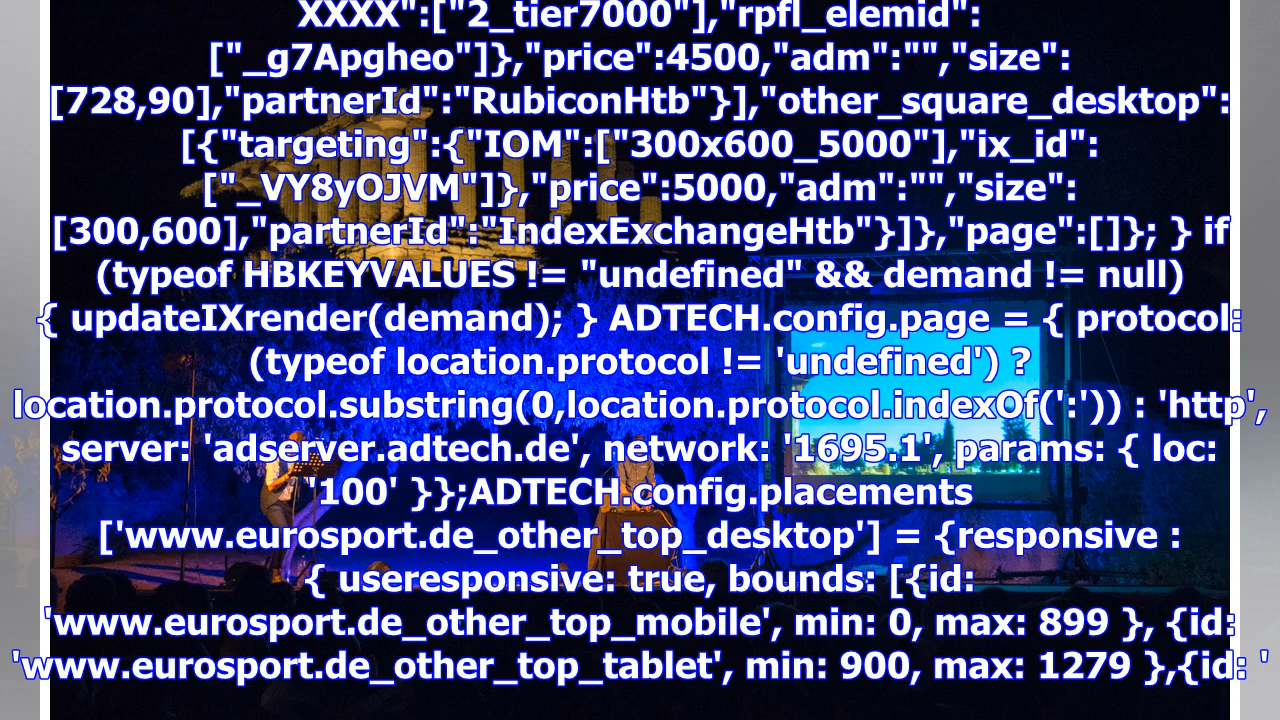 XXXX":["2_tier7000"],"rpfl_elemid":
["_g7Apgheo"]},"price":4500,"adm":"","size":
[728,90],"partnerId":"RubiconHtb"}],"other_square_desktop":
[{"targeting":{"IOM":["300x600_5000"],"ix_id":
["_VY8yOJVM"]},"price":5000,"adm":"","size":
[300,600],"partnerId":"IndexExchangeHtb"}]},"page":[]}; } if
(typeof HBKEYVALUES != "undefined" && demand != null)
{ updateIXrender(demand); } ADTECH.config.page = { protocol:
(typeof location.protocol != 'undefined') ?
location.protocol.substring(0,location.protocol.indexOf(':')) : 'http',
server: 'adserver.adtech.de', network: '1695.1', params: { loc:
'100' }};ADTECH.config.placements
['www.eurosport.de_other_top_desktop'] = {responsive :
{ useresponsive: true, bounds: [{id:
'www.eurosport.de_other_top_mobile', min: 0, max: 899 }, {id:
'www.eurosport.de_other_top_tablet', min: 900, max: 1279 },{id: '